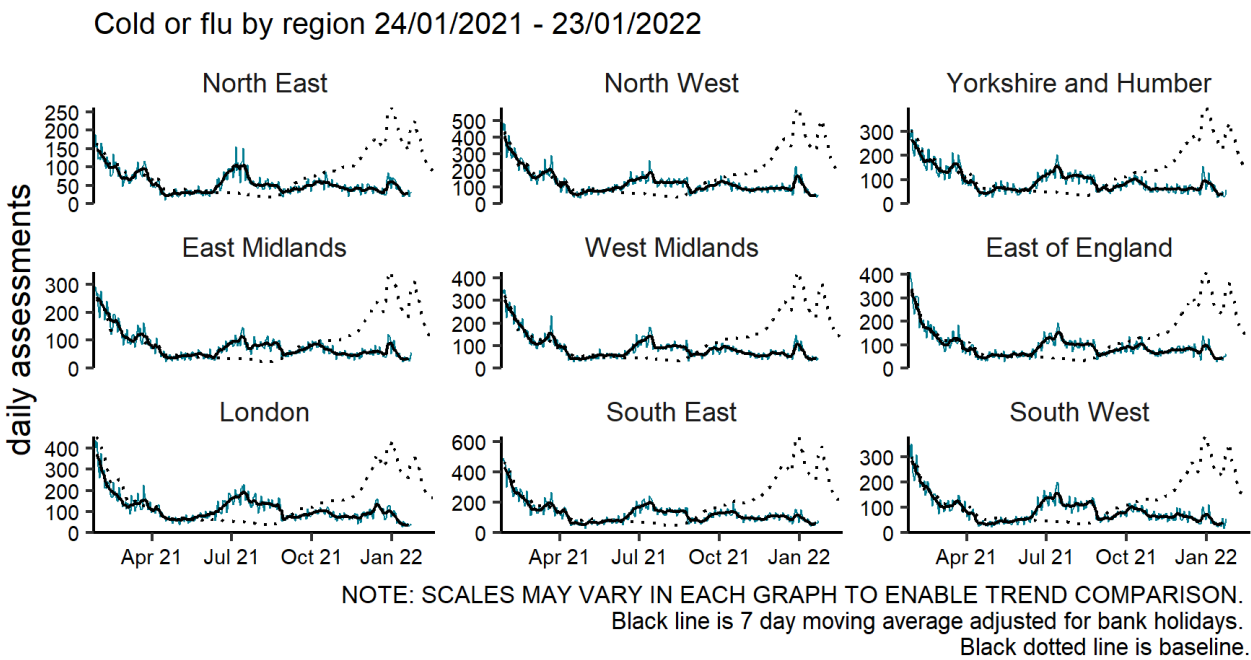 Cold or flu by region 24/01/2021 - 23/01/2022
North East
North West
Yorkshire and Humber
250
200
150
100
50
0
500
400
300
200
100
0
300
200
100
0
East Midlands
West Midlands
East of England
300
200
100
0
400
300
200
100
0
400
300
200
100
0
London
South East
South West
400
300
200
100
0
600
400
200
0
300
200
100
0
Apr 21 Jul 21 Oct 21 Jan 22
Apr 21 Jul 21 Oct 21 Jan 22
Apr 21 Jul 21 Oct 21 Jan 22
daily assessments
NOTE: SCALES MAY VARY IN EACH GRAPH TO ENABLE TREND COMPARISON.
Black line is 7 day moving average adjusted for bank holidays.
Black dotted line is baseline.